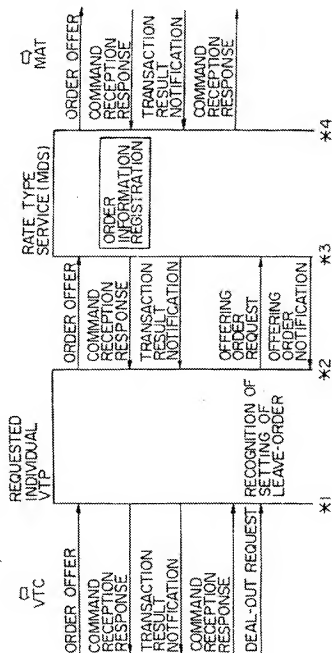 ⇦
VTC
REQUESTED
INDIVIDUAL
VTP
RATE TYPE
SERVICE (MDS)
⇨
MAT
ORDER OFFER
COMMAND
RECEPTION
RESPONSE
TRANSACTION
RESULT
NOTIFICATION
COMMAND
RECEPTION
RESPONSE
DEAL-OUT REQUEST
RECOGNITION OF
SETTING OF
LEAVE-ORDER
ORDER OFFER
COMMAND
RECEPTION
RESPONSE
TRANSACTION
RESULT
NOTIFICATION
OFFERING
ORDER
REQUEST
OFFERING
ORDER
NOTIFICATION
ORDER
INFORMATION
REGISTRATION
ORDER OFFER
COMMAND
RECEPTION
RESPONSE
TRANSACTION
RESULT
NOTIFICATION
COMMAND
RECEPTION
RESPONSE
*1
*2
*3
*4